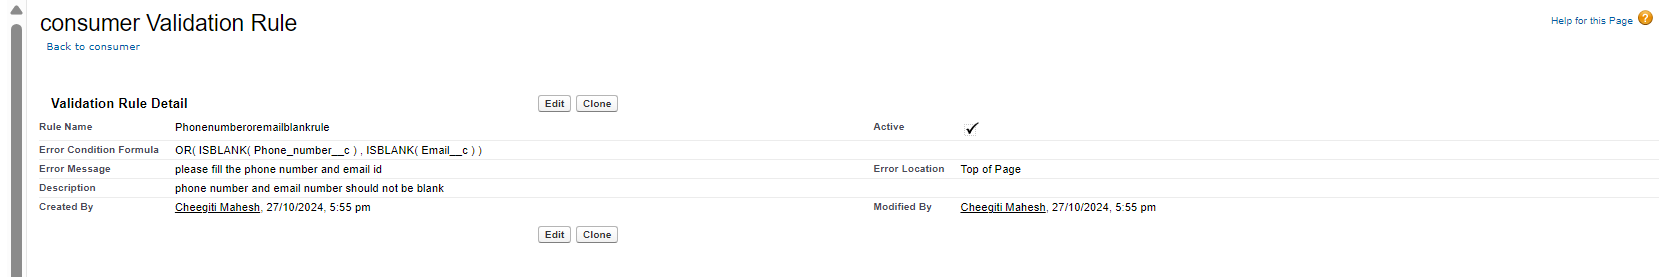 consumer Validation Rule
Help for this Page ?
Back to consumer
Validation Rule Detail Edit Clone
Rule Name Phonenumberoremailblankrule Active
Error Condition Formula OR( ISBLANK( Phone_number__c ) , ISBLANK( Email__c ) )
Error Message please fill the phone number and email id Error Location Top of Page
Description phone number and email number should not be blank
Created By Cheegiti Mahesh, 27/10/2024, 5:55 pm Modified By Cheegiti Mahesh, 27/10/2024, 5:55 pm
Edit Clone